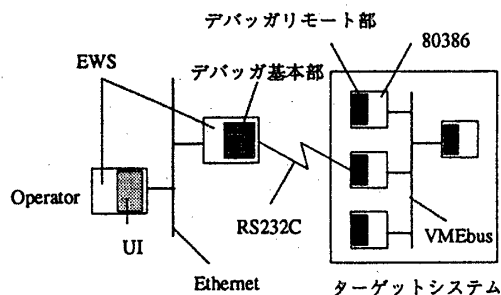 デバッガリモート部
80386
EWS
デバッガ基本部
Operator
UI
RS232C
VMEbus
Ethernet
ターゲットシステム